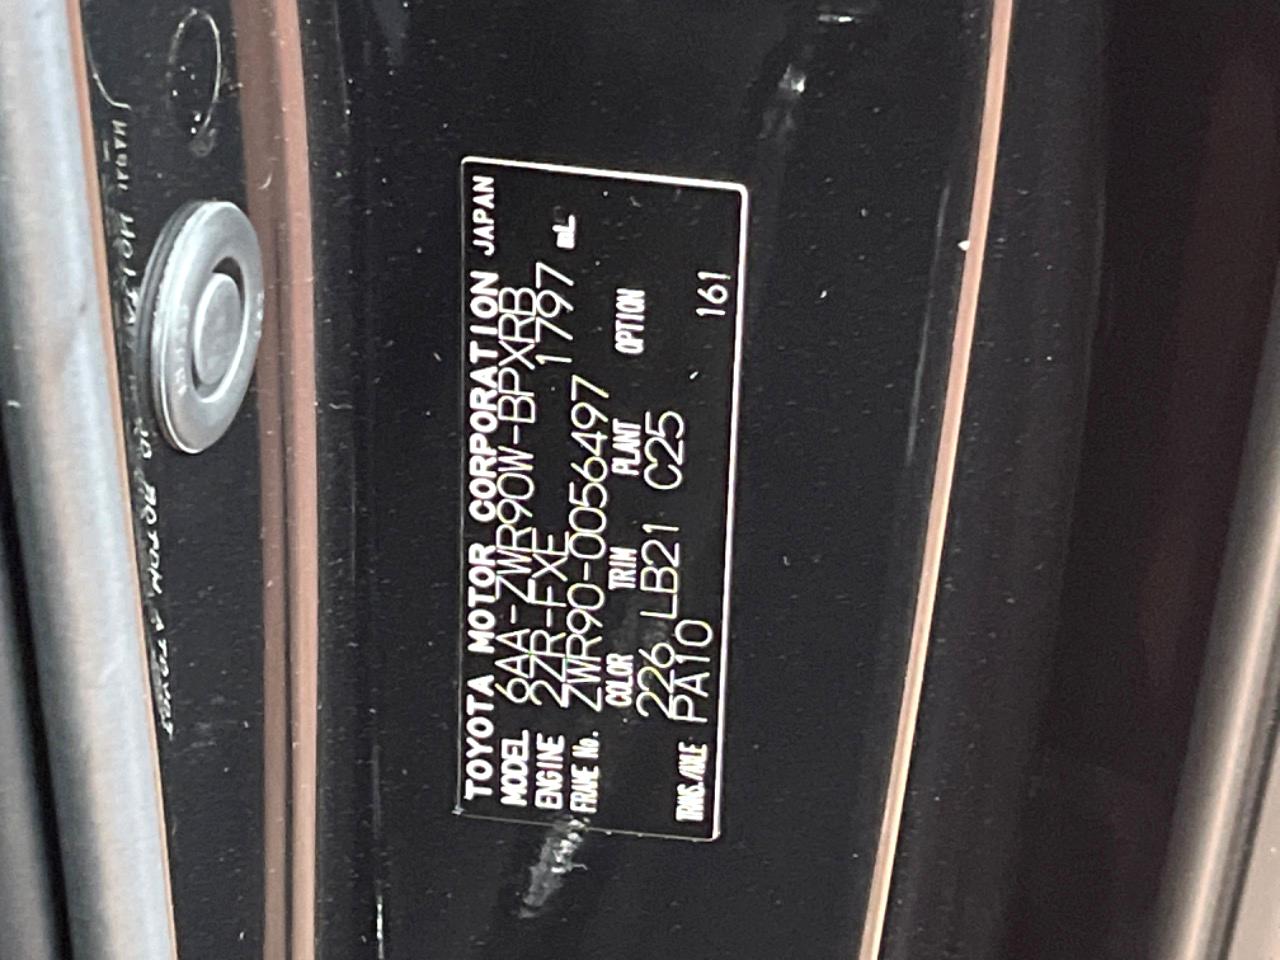 TOYOTA MOTOR CORPORATION JAPAN
MODEL 6AA-ZWR90W-BPXRB
ENGINE 2ZR-FXE 1797 mL
FRAME No. ZWR90-0056497
COLOR TRIM PLANT OPTION
226 LB21 C25
TRANS./AXLE PA10 161